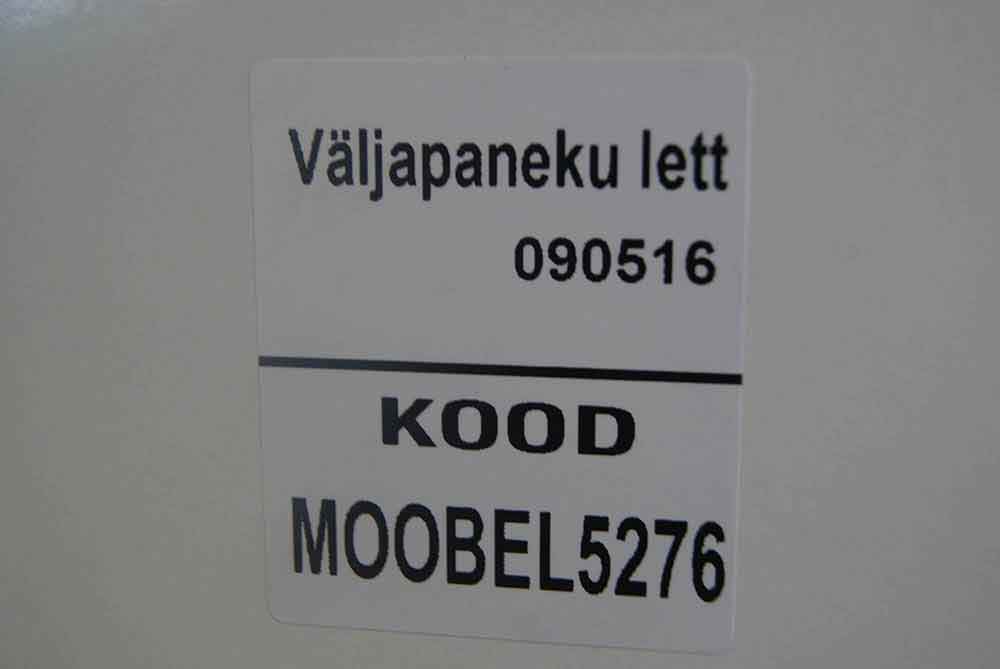 Väljapaneku lett
090516
KOOD
MOOBEL5276